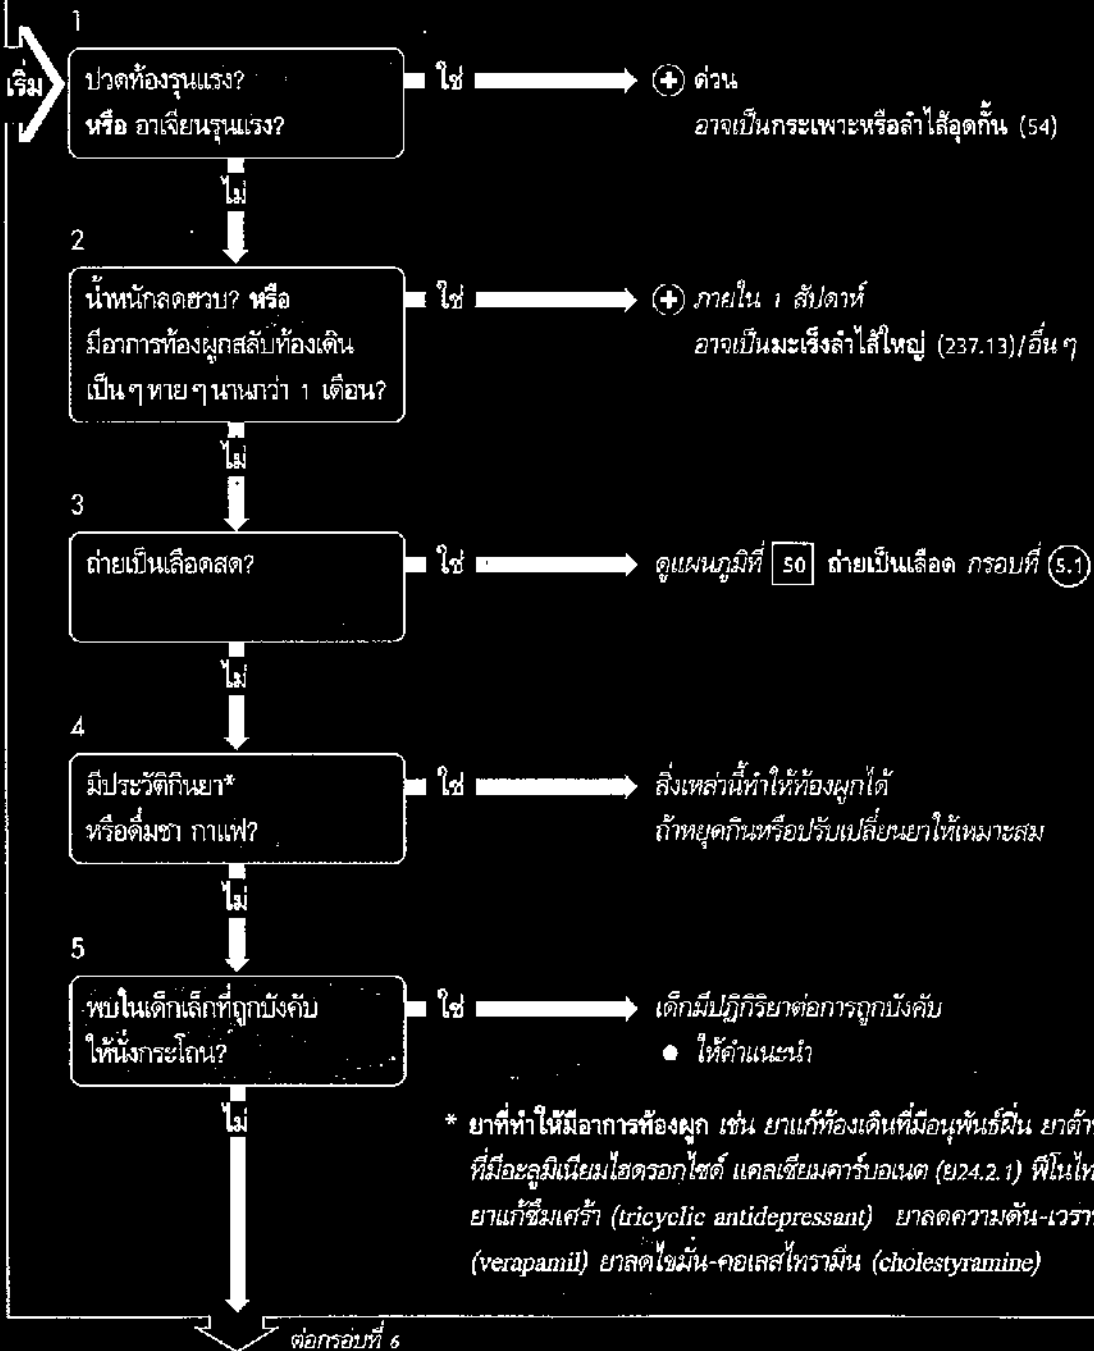 1
เริ่ม
ปวดท้องรุนแรง?
หรือ อาเจียนรุนแรง?
ใช่
ด่วน
อาจเป็นกระเพาะหรือลำไส้อุดกั้น (54)
ไม่
2
น้ำหนักลดฮวบ? หรือ
มีอาการท้องผูกสลับท้องเดิน
เป็นๆ หายๆ นานกว่า 1 เดือน?
ใช่
ภายใน 1 สัปดาห์
อาจเป็นมะเร็งลำไส้ใหญ่ (237.13)/อื่นๆ
ไม่
3
ถ่ายเป็นเลือดสด?
ใช่
ดูแผนภูมิที่ 50 ถ่ายเป็นเลือด กรอบที่ 5.1
ไม่
4
มีประวัติกินยา*
หรือดื่มชา กาแฟ?
ใช่
สิ่งเหล่านี้ทำให้ท้องผูกได้
ถ้าหยุดกินหรือปรับเปลี่ยนยาให้เหมาะสม
ไม่
5
พบในเด็กเล็กที่ถูกบังคับ
ให้นั่งกระโถน?
ใช่
เด็กมีปฏิกิริยาต่อการถูกบังคับ
● ให้คำแนะนำ
ไม่
* ยาที่ทำให้มีอาการท้องผูก เช่น ยาแก้ท้องเดินที่มีอนุพันธ์ฝิ่น
ที่มีอะลูมิเนียมไฮดรอกไซด์ แคลเซียมคาร์บอเนต (ย24.2.1)
ยาแก้ซึมเศร้า (tricyclic antidepressant) ยาลดความดัน-
(verapamil) ยาลดไขมัน-คอเลสไทรามีน (cholestyramine)
ต่อกรอบที่ 6